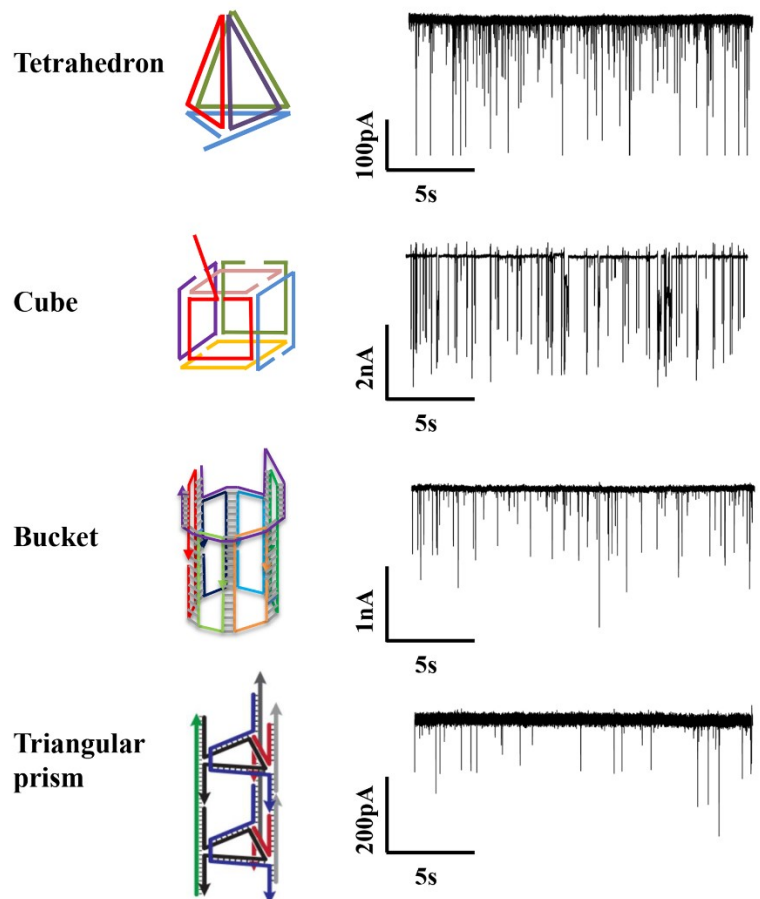 Tetrahedron
100pA
5s
Cube
2nA
5s
Bucket
1nA
5s
Triangular
prism
200pA
5s